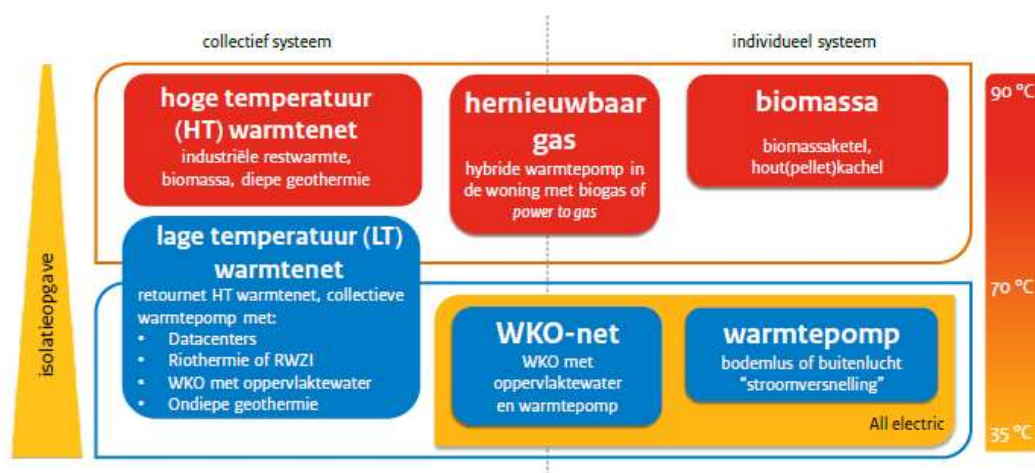 collectief systeem
individueel systeem
isolatieopgave
hoge temperatuur
(HT) warmtenet
industriële restwarmte,
biomassa, diepe geothermie
hernieuwbaar
gas
hybride warmtepomp in
de woning met biogas of
power to gas
biomassa
biomassaketel,
hout(pellet)kachel
lage temperatuur (LT)
warmtenet
retournet HT warmtenet, collectieve
warmtepomp met:
• Datacenters
• Riothermie of RWZI
• WKO met oppervlaktewater
• Ondiepe geothermie
WKO-net
WKO met
oppervlaktewater
en warmtepomp
warmtepomp
bodemlus of buitenlucht
“stroomversnelling”
All electric
90 °C
70 °C
35 °C